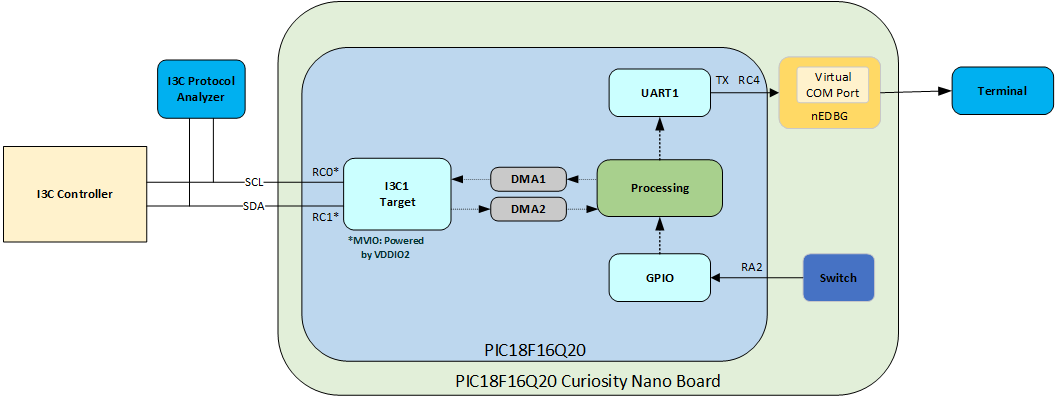 I3C Protocol
Analyzer
I3C Controller
SCL
SDA
RC0*
RC1*
I3C1
Target
*MVIO: Powered
by VDDIO2
DMA1
DMA2
UART1
TX RC4
Processing
GPIO
RA2
Switch
Virtual
COM Port
nEDBG
Terminal
PIC18F16Q20
PIC18F16Q20 Curiosity Nano Board